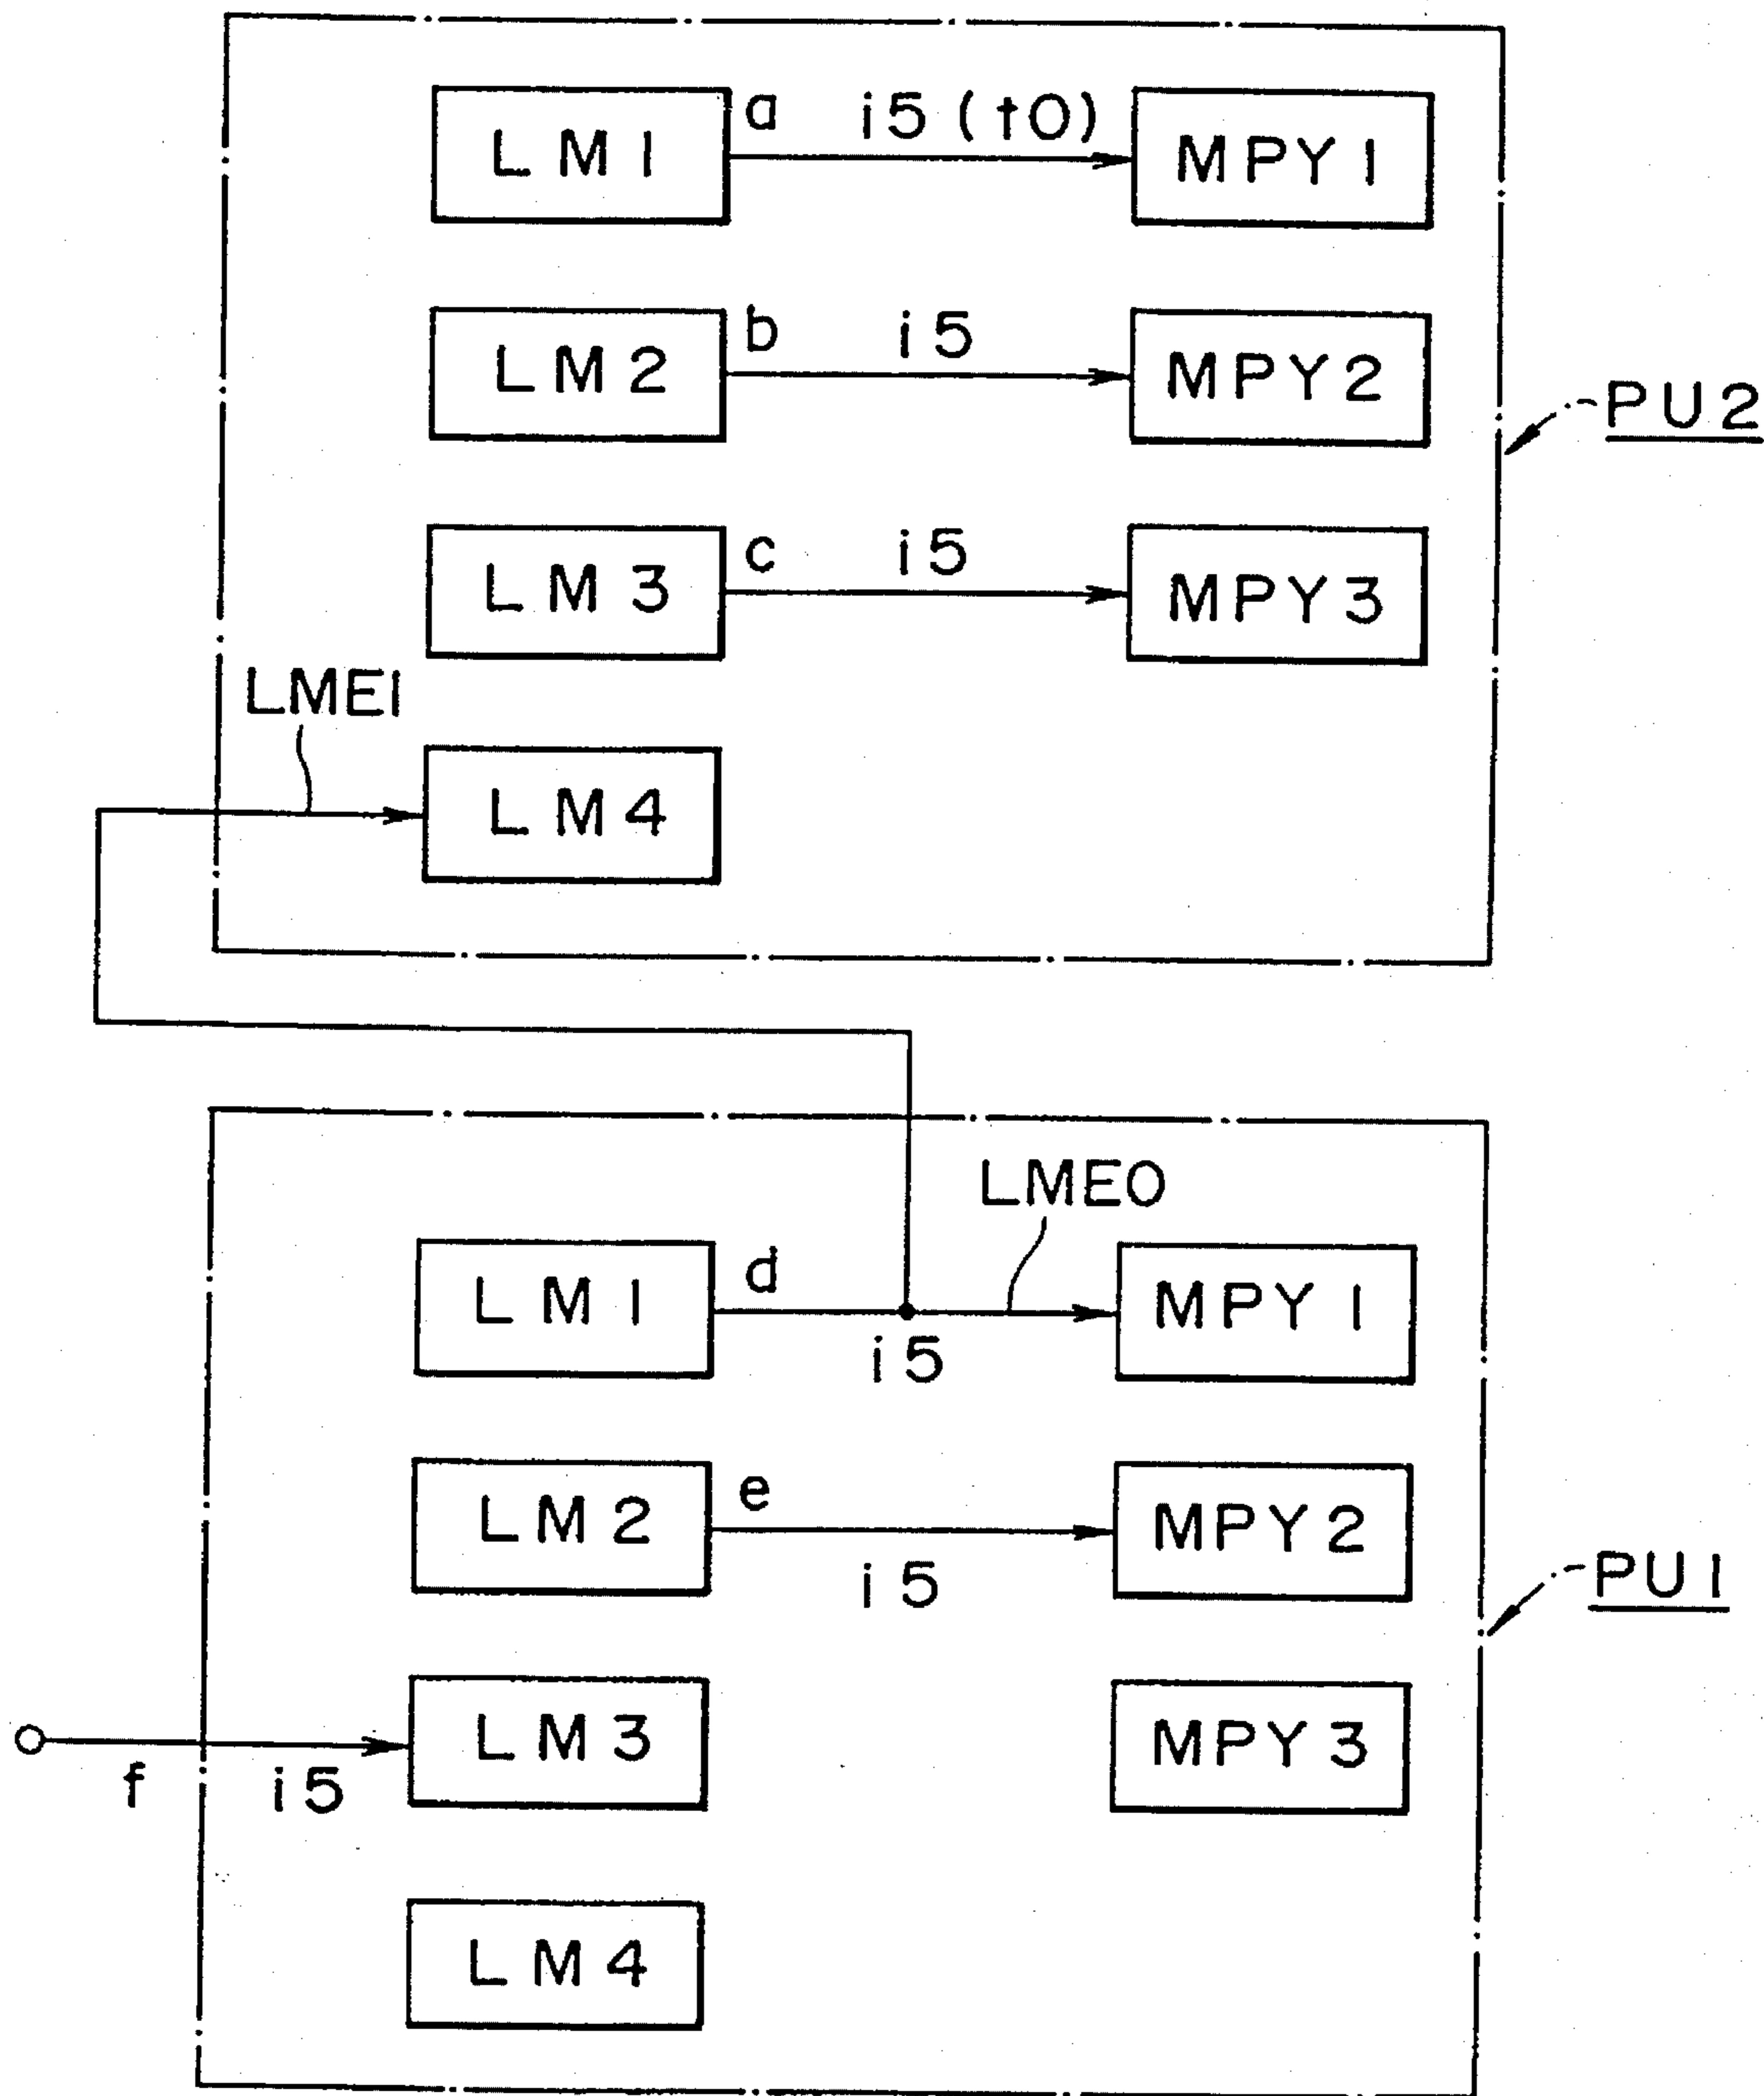 LM1 a i5 (t0) MPY1
LM2 b i5 MPY2
PU2
LM3 c i5 MPY3
LMEI
LM4
LMEO
LM1 d i5 MPY1
LM2 e i5 MPY2
PU1
f i5 LM3 MPY3
LM4